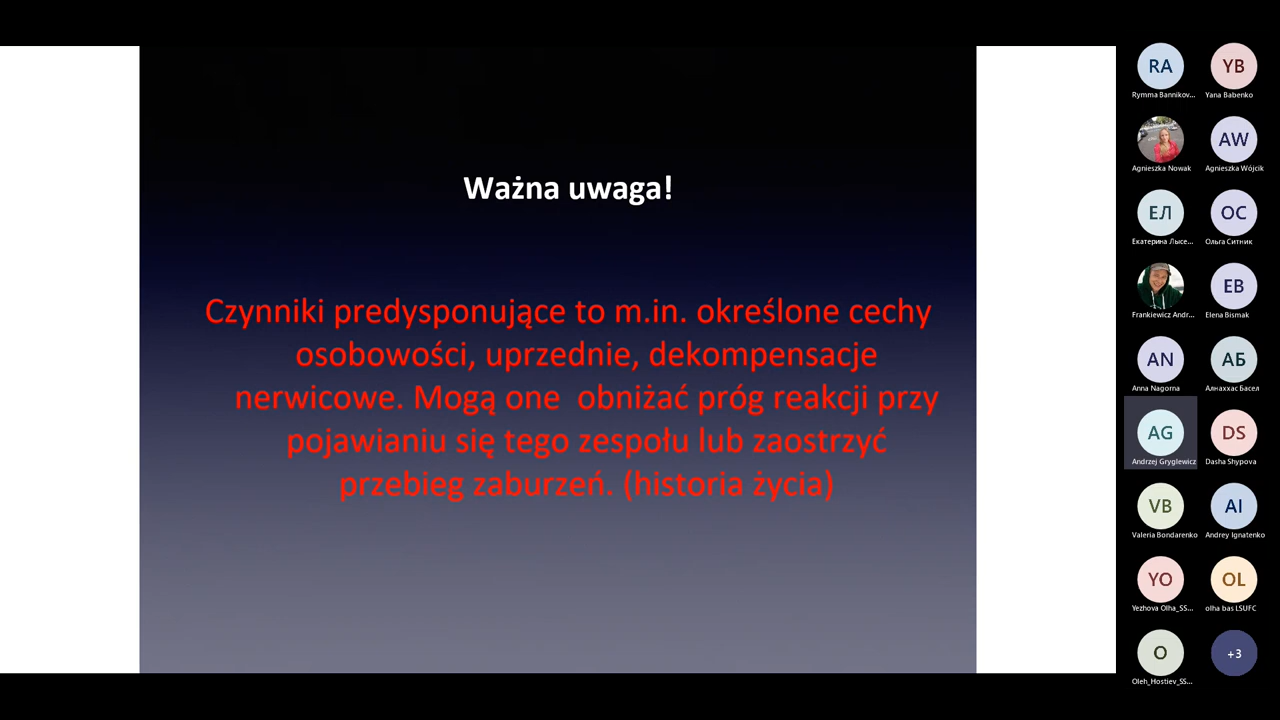 Ważna uwaga!
Czynniki predysponujące to m.in. określone cechy
osobowości, uprzednie, dekompensacje
nerwicowe. Mogą one  obniżać próg reakcji przy
pojawianiu się tego zespołu lub zaostrzyć
przebieg zaburzeń. (historia życia)
RA
YB
Rymma Bannikov...
Yana Babenko
AW
Agnieszka Nowak
Agnieszka Wójcik
ЕЛ
ОС
Екатерина Лысе...
Ольга Ситник
EB
Frankiewicz Andr...
Elena Bismak
AN
АБ
Anna Nagorna
Алнаххас Басел
AG
DS
Andrzej Gryglewicz
Dasha Shypova
VB
AI
Valeria Bondarenko
Andrey Ignatenko
YO
OL
Yezhova Olha_SS...
olha bas LSUFC
O
+3
Oleh_Hostiev_SS...